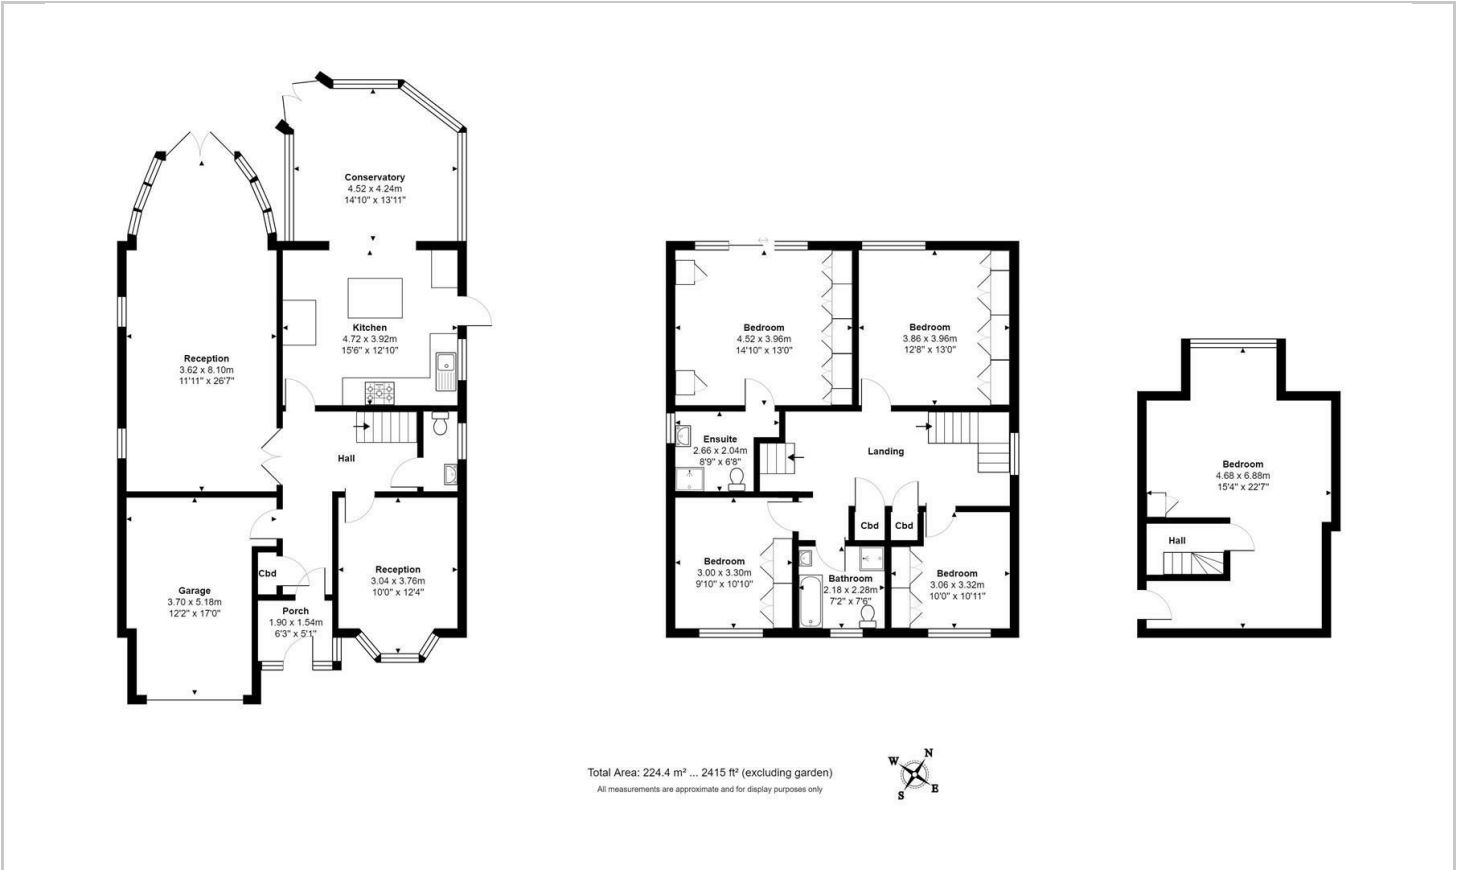 Conservatory
4.52 x 4.24m
14'10" x 13'11"
Kitchen
4.72 x 3.92m
15'6" x 12'10"
Reception
3.62 x 8.10m
11'11" x 26'7"
Hall
Reception
3.04 x 3.76m
10'0" x 12'4"
Cbd
Garage
3.70 x 5.18m
12'2" x 17'0"
Porch
1.90 x 1.54m
6'3" x 5'1"
Bedroom
4.52 x 3.96m
14'10" x 13'0"
Bedroom
3.86 x 3.96m
12'8" x 13'0"
Ensuite
2.66 x 2.04m
8'9" x 6'8"
Landing
Cbd
Cbd
Bedroom
3.00 x 3.30m
9'10" x 10'10"
Bathroom
2.18 x 2.28m
7'2" x 7'6"
Bedroom
3.06 x 3.32m
10'0" x 10'11"
Bedroom
4.68 x 6.88m
15'4" x 22'7"
Hall
Total Area: 224.4 m² ... 2415 ft² (excluding garden)
All measurements are approximate and for display purposes only
N
W
E
S